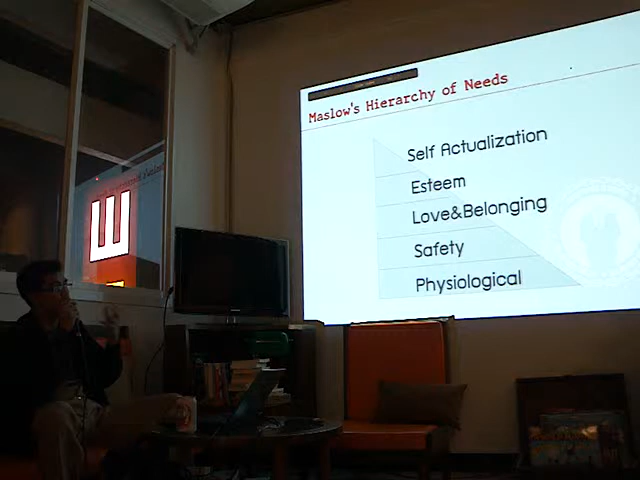 Maslow's Hierarchy of Needs
Self Actualization
Esteem
Love&Belonging
Safety
Physiological